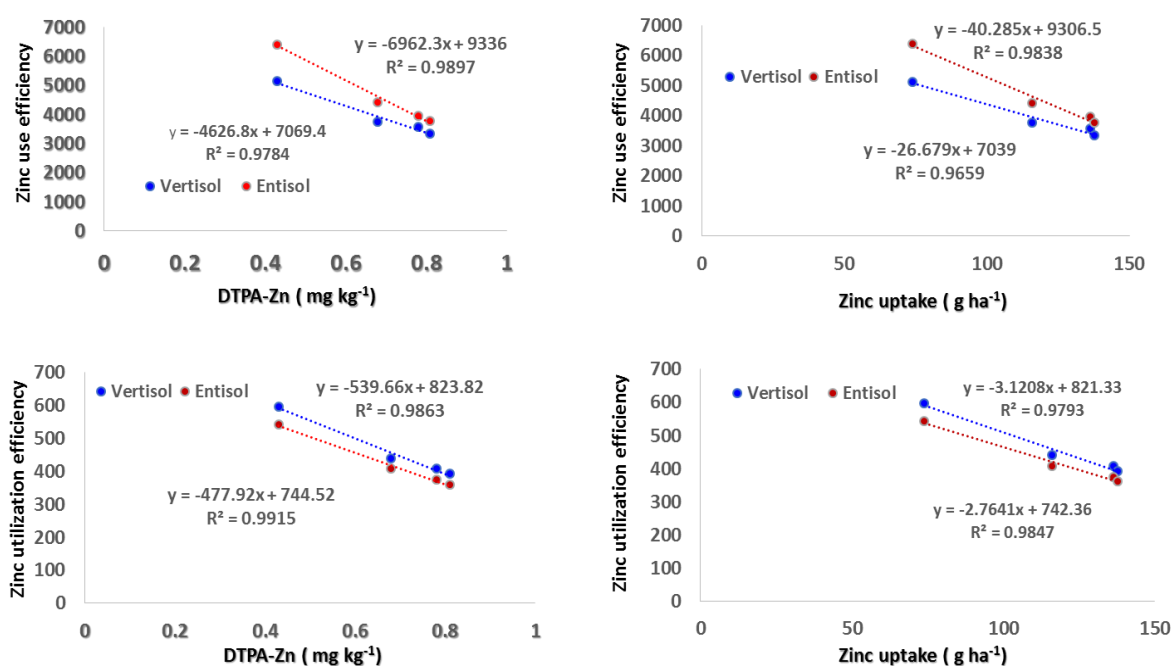 Zinc use efficiency
7000
6000
5000
4000
3000
2000
1000
0
y = -6962.3x + 9336
R² = 0.9897
y = -4626.8x + 7069.4
R² = 0.9784
Vertisol
Entisol
0 0.2 0.4 0.6 0.8 1
DTPA-Zn ( mg kg⁻¹)
Zinc use efficiency
7000
6000
5000
4000
3000
2000
1000
0
y = -40.285x + 9306.5
R² = 0.9838
Vertisol
Entisol
y = -26.679x + 7039
R² = 0.9659
0 50 100 150
Zinc uptake ( g ha⁻¹)
Zinc utilization efficiency
700
600
500
400
300
200
100
0
Vertisol
Entisol
y = -539.66x + 823.82
R² = 0.9863
y = -477.92x + 744.52
R² = 0.9915
0 0.2 0.4 0.6 0.8 1
DTPA-Zn ( mg kg⁻¹)
Zinc utilization efficiency
700
600
500
400
300
200
100
0
Vertisol
Entisol
y = -3.1208x + 821.33
R² = 0.9793
y = -2.7641x + 742.36
R² = 0.9847
0 50 100 150
Zinc uptake ( g ha⁻¹)